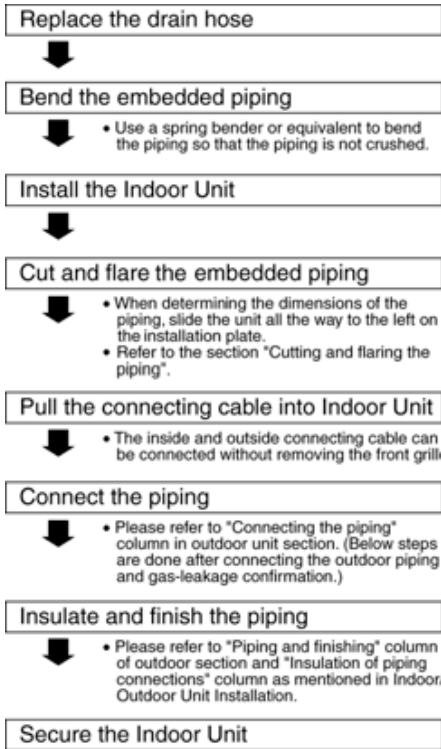 Replace the drain hose
Bend the embedded piping
• Use a spring bender or equivalent to bend
the piping so that the piping is not crushed.
Install the Indoor Unit
Cut and flare the embedded piping
• When determining the dimensions of the
piping, slide the unit all the way to the left on
the installation plate.
• Refer to the section "Cutting and flaring the
piping".
Pull the connecting cable into Indoor Unit
• The inside and outside connecting cable can
be connected without removing the front grille
Connect the piping
• Please refer to "Connecting the piping"
column in outdoor unit section. (Below steps
are done after connecting the outdoor piping
and gas-leakage confirmation.)
Insulate and finish the piping
• Please refer to "Piping and finishing" column
of outdoor section and "Insulation of piping
connections" column as mentioned in Indoor/
Outdoor Unit Installation.
Secure the Indoor Unit